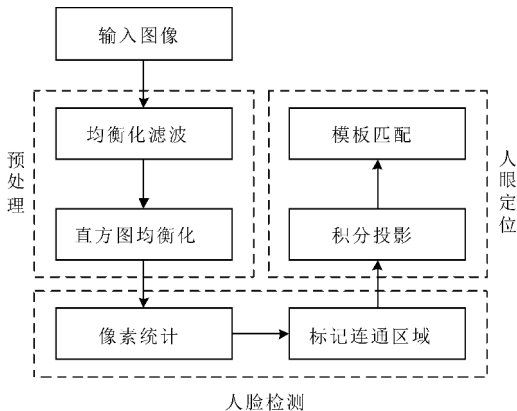 输入图像
预处理
均衡化滤波
直方图均衡化
像素统计
标记连通区域
人脸检测
积分投影
模板匹配
人眼定位